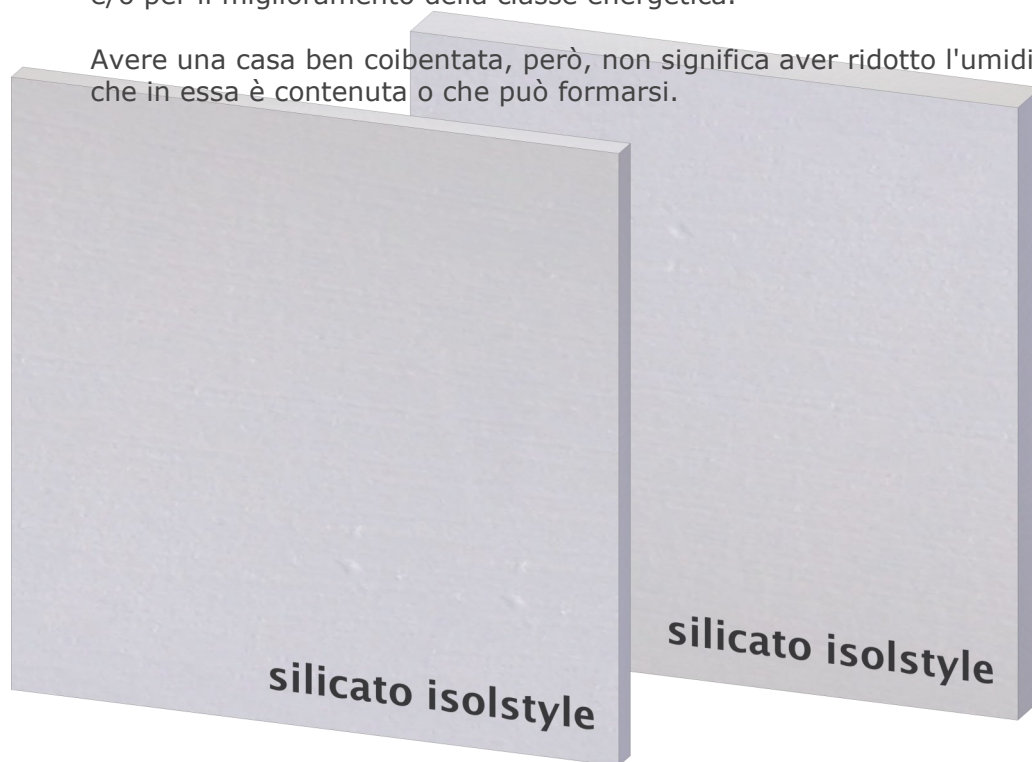 e/o per il miglioramento della classe energetica.
Avere una casa ben coibentata, però, non significa aver ridotto l'umidi
che in essa è contenuta o che può formarsi.
silicato isolstyle
silicato isolstyle